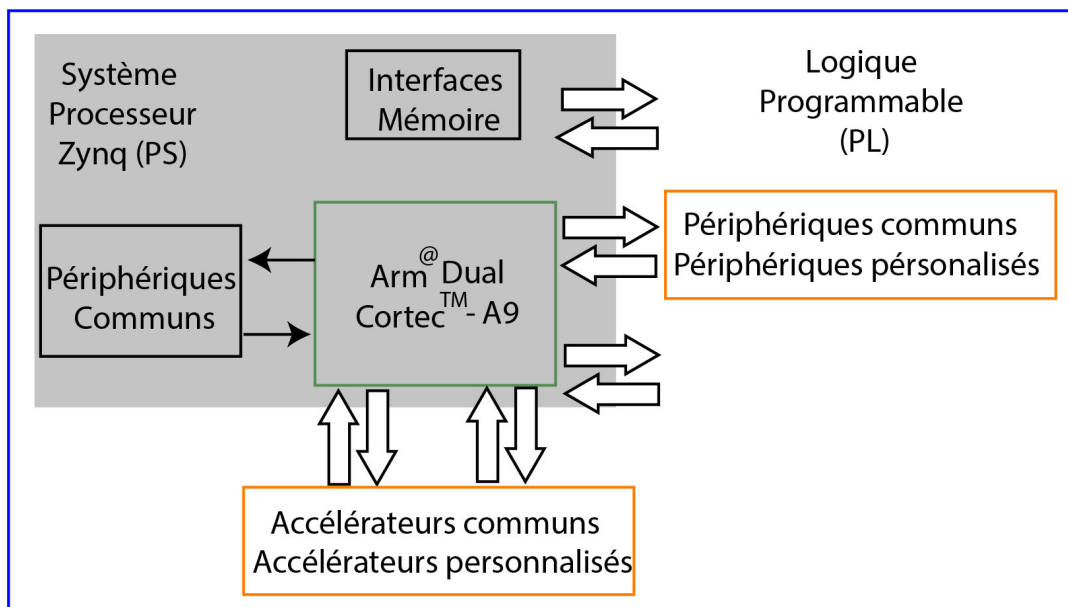 Système
Processeur
Zynq (PS)
Interfaces
Mémoire
Logique
Programmable
(PL)
Périphériques
Communs
Arm@ Dual
Cortec™- A9
Périphériques communs
Périphériques pérsonalisés
Accélérateurs communs
Accélérateurs personnalisés